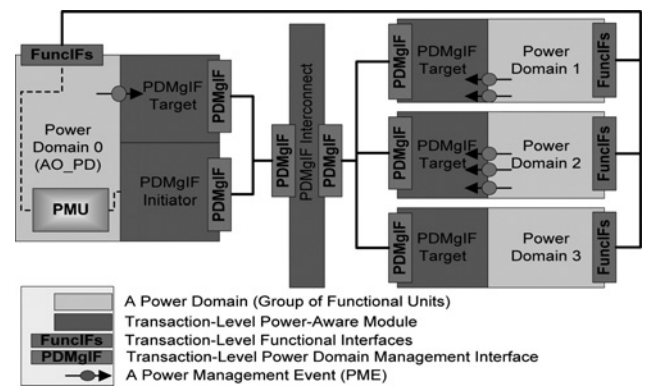 FuncIFs
PDMgIF
Target
PDMgIF
Power
Domain 0
(AO_PD)
PMU
PDMgIF
Initiator
PDMgIF
PDMgIF
PDMgIF Interconnect
PDMgIF
PDMgIF
PDMgIF
Target
Power
Domain 1
FuncIFs
PDMgIF
PDMgIF
Target
Power
Domain 2
FuncIFs
PDMgIF
PDMgIF
Target
Power
Domain 3
FuncIFs
A Power Domain (Group of Functional Units)
Transaction-Level Power-Aware Module
FuncIFs Transaction-Level Functional Interfaces
PDMgIF Transaction-Level Power Domain Management Interface
A Power Management Event (PME)